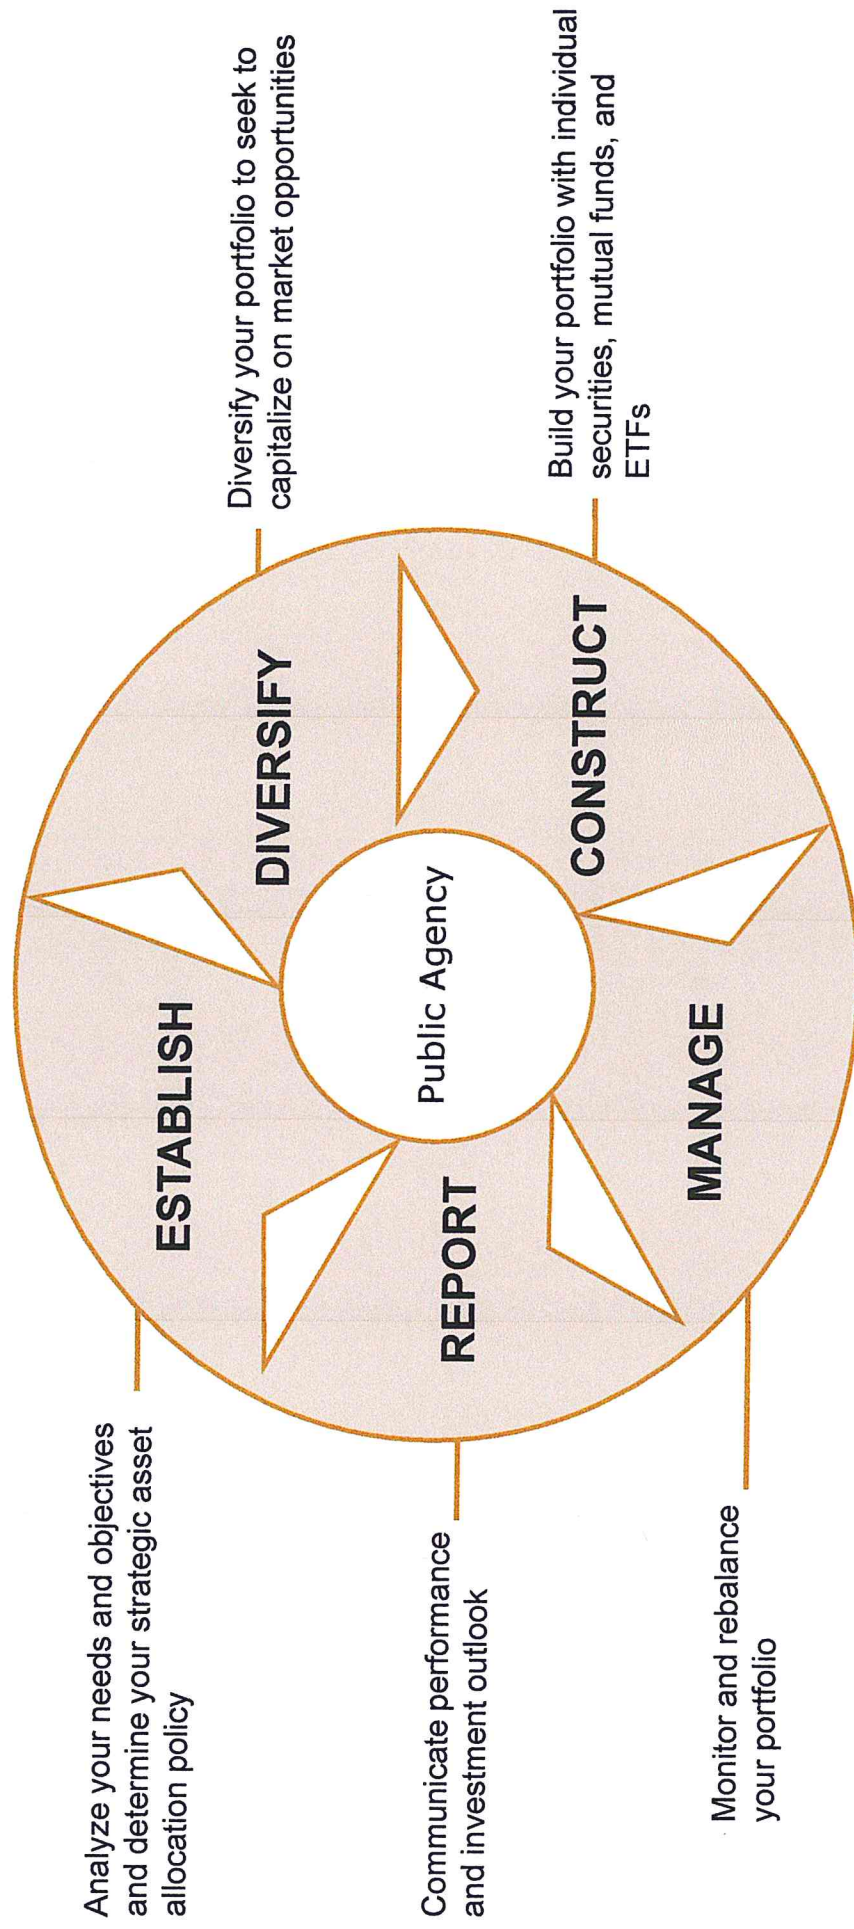 Analyze your needs and objectives
and determine your strategic asset
allocation policy
ESTABLISH
Diversify your portfolio to seek to
capitalize on market opportunities
DIVERSIFY
Public Agency
Communicate performance
and investment outlook
REPORT
CONSTRUCT
Build your portfolio with individual
securities, mutual funds, and
ETFs
MANAGE
Monitor and rebalance
your portfolio